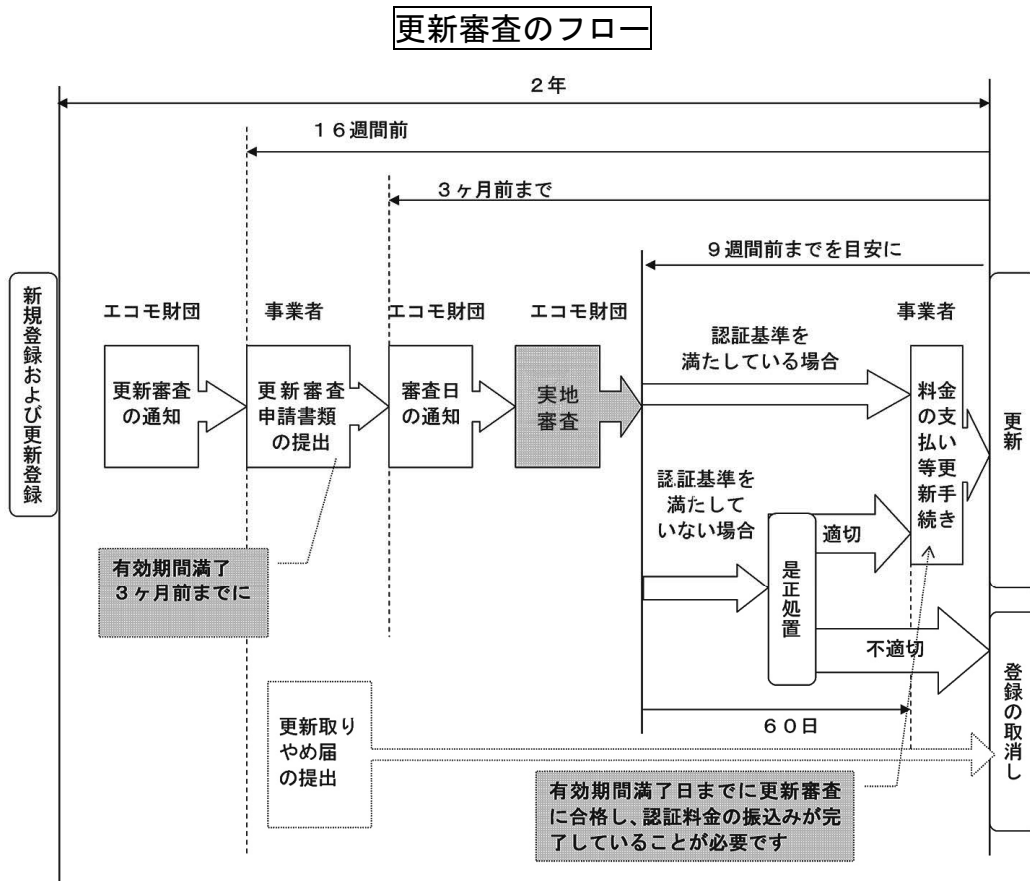 更新審査のフロー
２年
１６週間前
３ヶ月前まで
９週間前までを目安に
新規登録および更新登録
エコモ財団
更新審査
の通知
事業者
更新審査
申請書類
の提出
エコモ財団
審査日
の通知
エコモ財団
実地
審査
認証基準を
満たしている場合
認証基準を
満たして
いない場合
是正処置
適切
不適切
事業者
料金
の支
払い
等更
新手
続き
更新
登録の取消し
有効期間満了
３ヶ月前までに
６０日
更新取り
やめ届
の提出
有効期間満了日までに更新審査
に合格し、認証料金の振込みが完
了していることが必要です